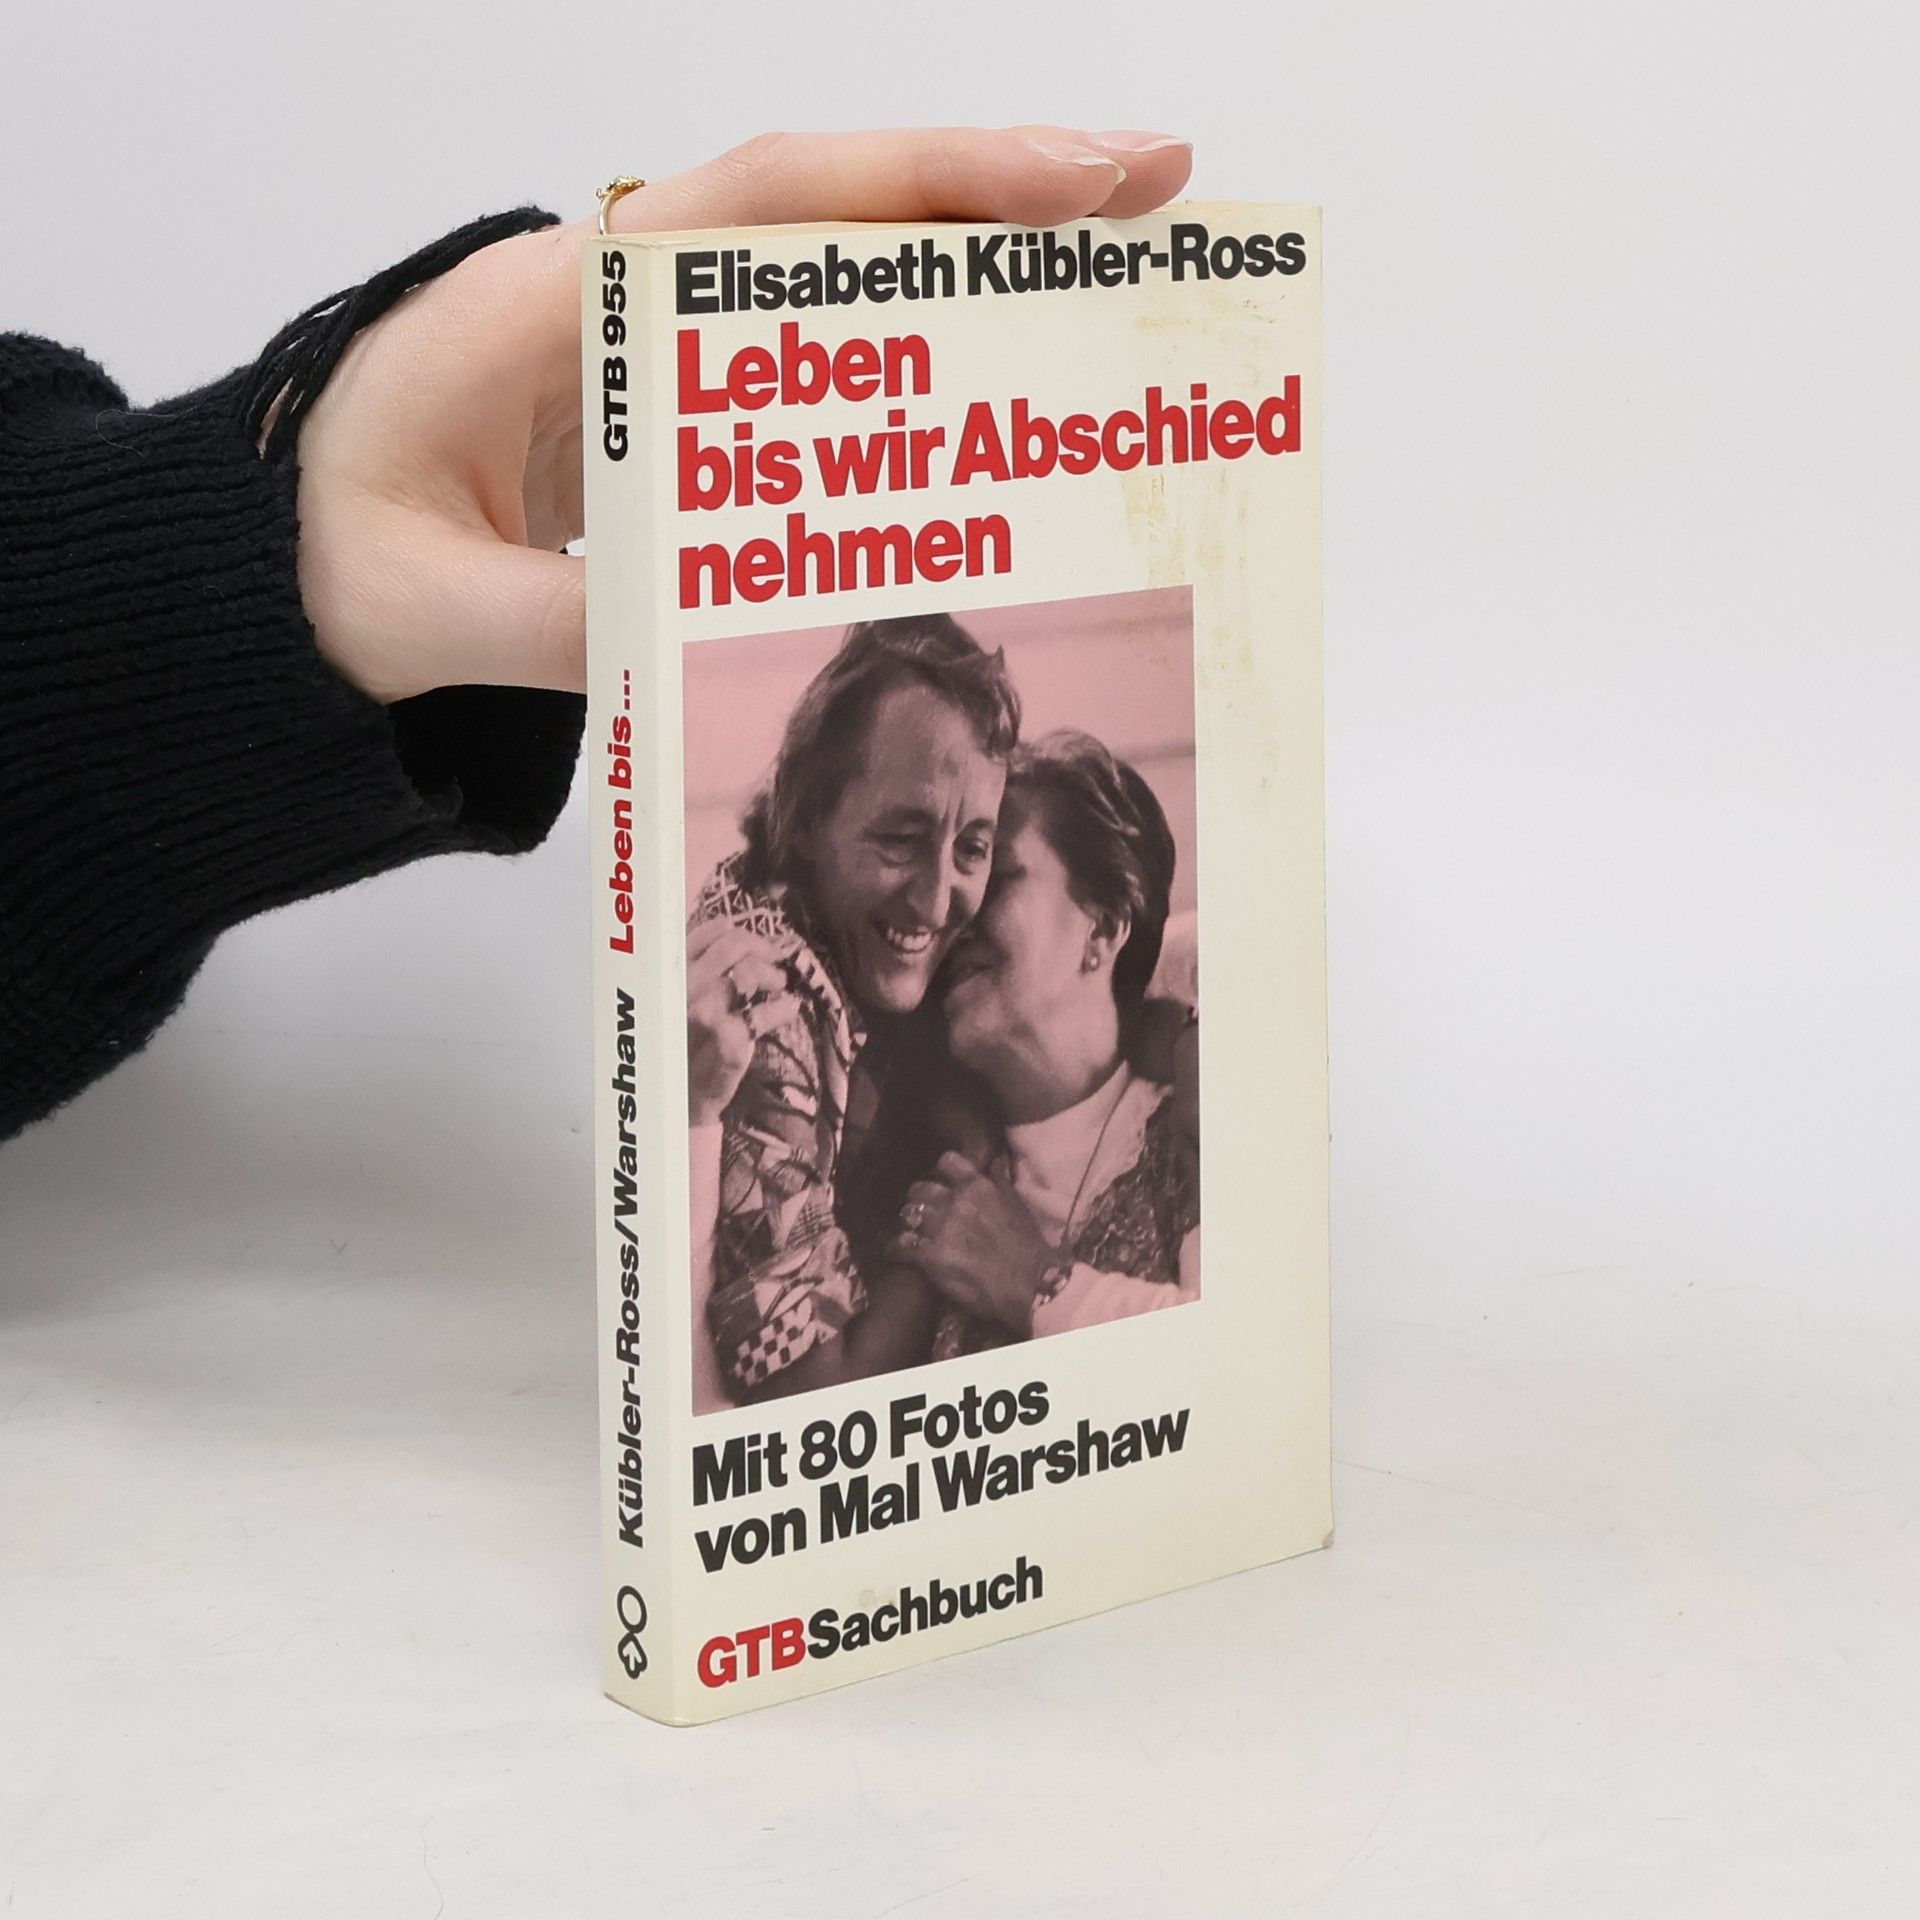 Elisabeth Kübler-Ross
Leben
bis wir Abschied
nehmen
Mit 80 Fotos
von Mal Warshaw
GTBSachbuch
Kübler-Ross/Warshaw Leben bis... GTB 955